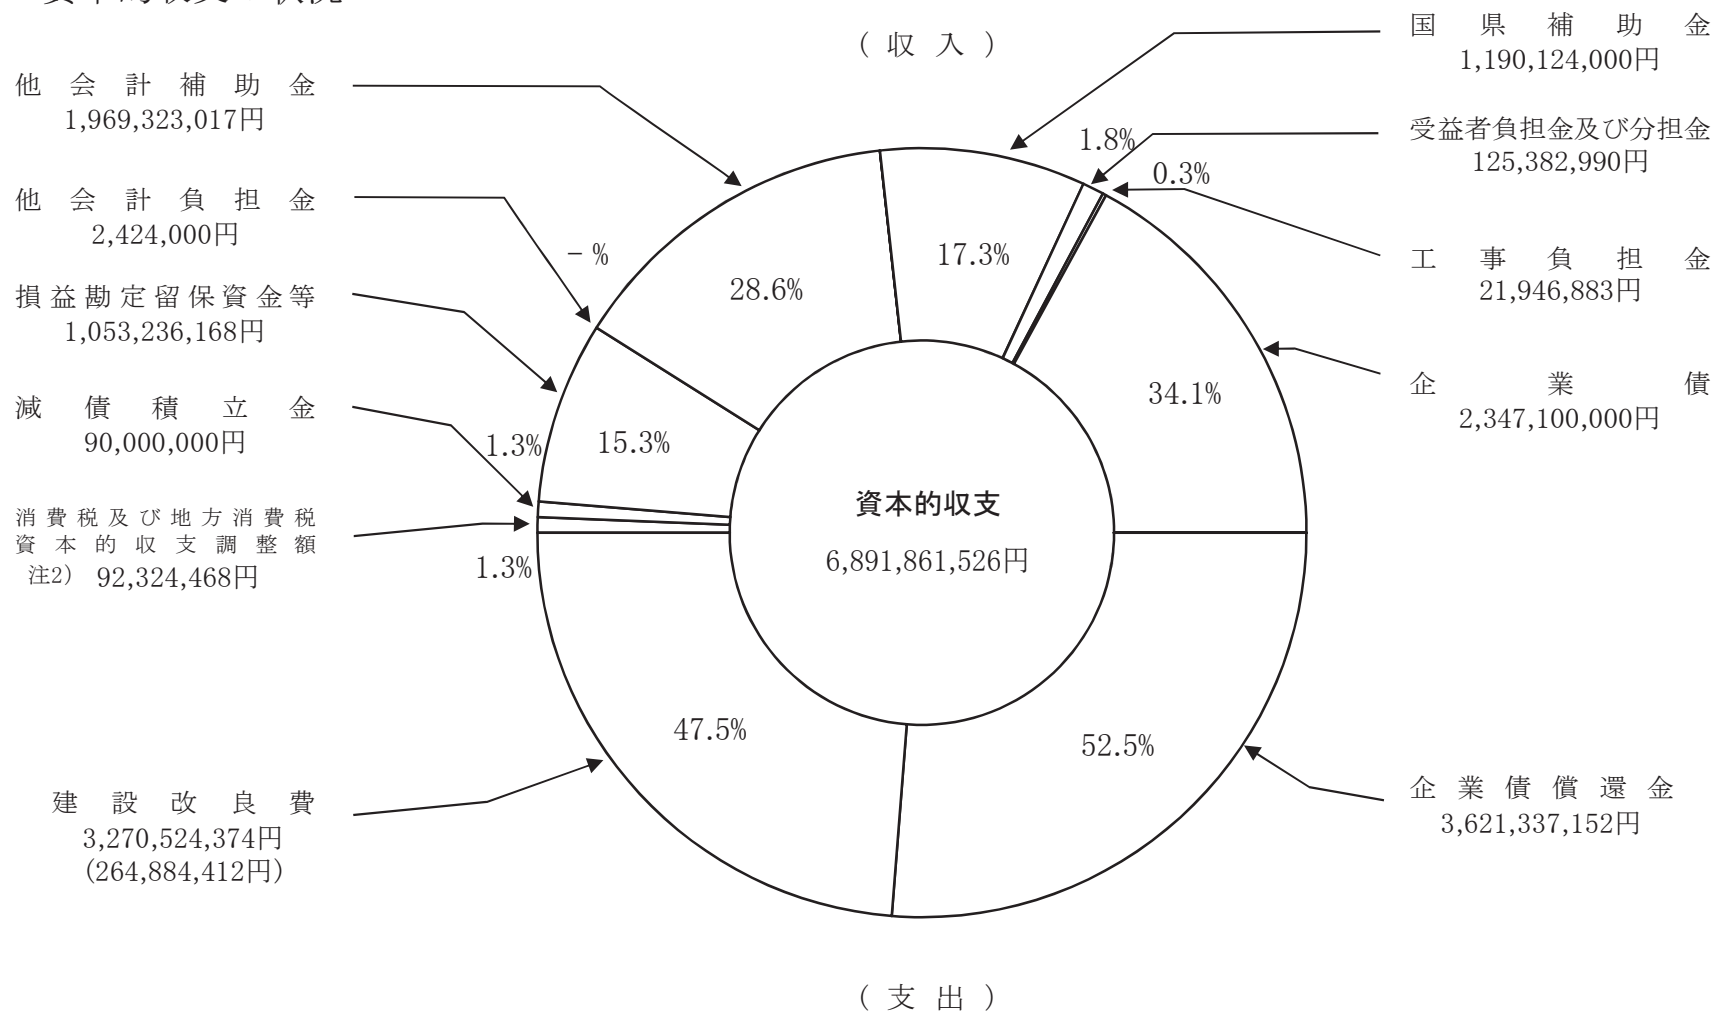 (収入)
国県補助金
1,190,124,000円
他会計補助金
1,969,323,017円
1.8%
受益者負担金及び分担金
125,382,990円
0.3%
他会計負担金
2,424,000円
－%
28.6%
17.3%
工事負担金
21,946,883円
損益勘定留保資金等
1,053,236,168円
34.1%
企業債
2,347,100,000円
減債積立金
90,000,000円
1.3%
15.3%
消費税及び地方消費税
資本的収支調整額
注2) 92,324,468円
1.3%
資本的収支
6,891,861,526円
47.5%
52.5%
建設改良費
3,270,524,374円
(264,884,412円)
企業債償還金
3,621,337,152円
(支出)